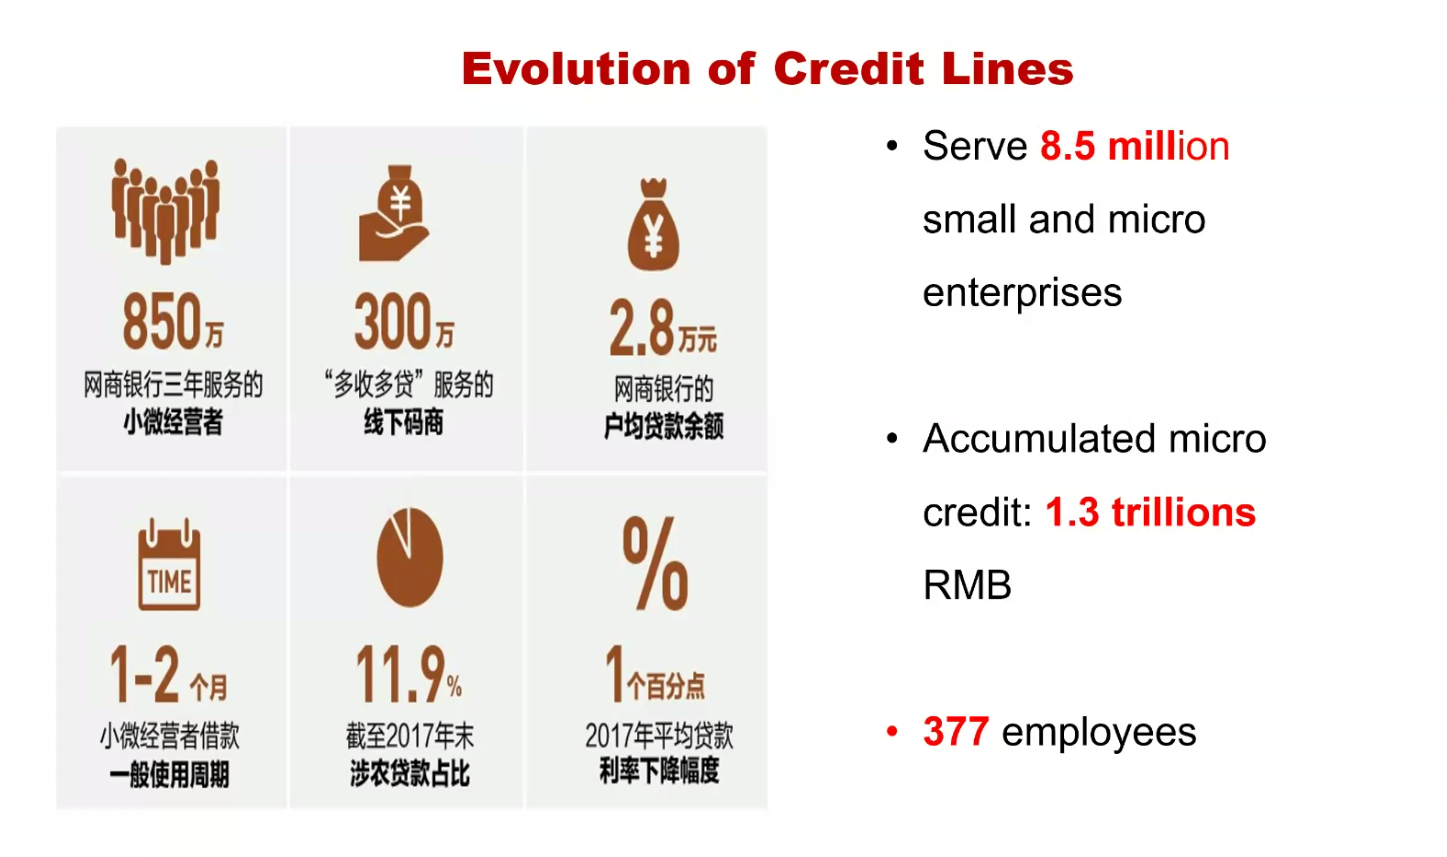 Evolution of Credit Lines
850万
网商银行三年服务的
小微经营者
300万
“多收多贷”服务的
线下码商
2.8万元
网商银行的
户均贷款余额
TIME
1-2个月
小微经营者借款
一般使用周期
11.9%
截至2017年末
涉农贷款占比
%
1个百分点
2017年平均贷款
利率下降幅度
• Serve 8.5 million
small and micro
enterprises
• Accumulated micro
credit: 1.3 trillions
RMB
• 377 employees